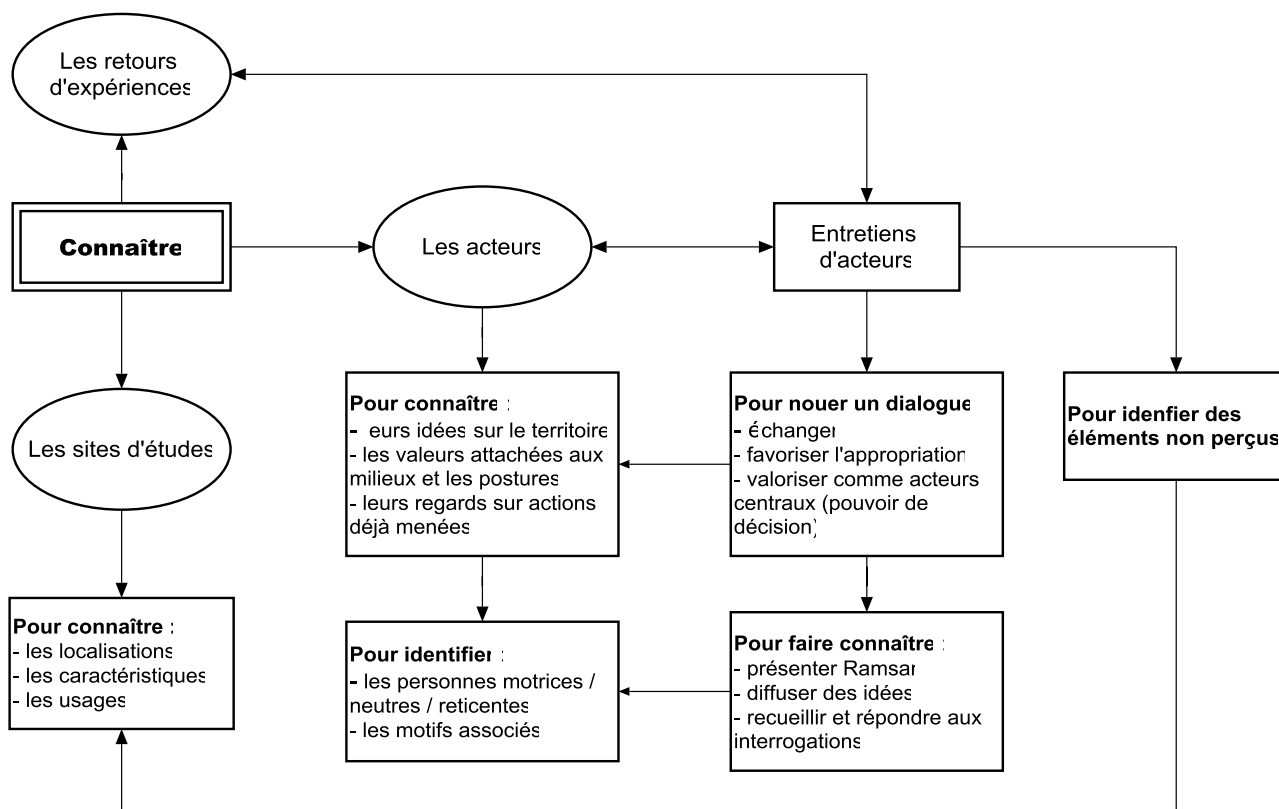 Les retours
d'expériences
Connaître
Les acteurs
Entretiens
d'acteurs
Les sites d'études
Pour connaître :
- eurs idées sur le territoire
- les valeurs attachées aux
milieux et les postures
- leurs regards sur actions
déjà menées
Pour nouer un dialogue
- échanger
- favoriser l'appropriation
- valoriser comme acteurs
centraux (pouvoir de
décision)
Pour idenfier des
éléments non perçus
Pour connaître :
- les localisations
- les caractéristiques
- les usages
Pour identifier :
- les personnes motrices /
neutres / reticentes
- les motifs associés
Pour faire connaître :
- présenter Ramsar
- diffuser des idées
- recueillir et répondre aux
interrogations